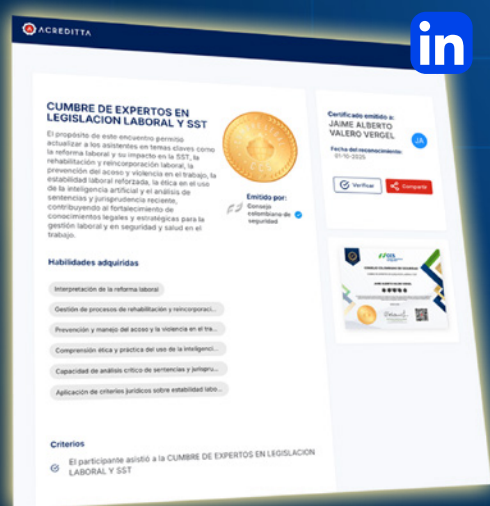 ACREDITTA
in
CUMBRE DE EXPERTOS EN
LEGISLACION LABORAL Y SST
El propósito de este encuentro permitió
actualizar a los asistentes en temas claves como
la reforma laboral y su impacto en la SST, la
rehabilitación y reincorporación laboral, la
prevención del acoso y violencia en el trabajo, la
estabilidad laboral reforzada, la ética en el uso
de la inteligencia artificial y el análisis de
sentencias y jurisprudencia reciente,
contribuyendo al fortalecimiento de
conocimientos legales y estratégicas para la
gestión laboral y en seguridad y salud en el
trabajo.
Emitido por:
Consejo
colombiano de
seguridad
Certificado emitido a:
JAIME ALBERTO
VALERO VERGEL
JA
Fecha del reconocimiento:
01-10-2025
Verificar
Compartir
Habilidades adquiridas
Interpretación de la reforma laboral
Gestión de procesos de rehabilitación y reincorporaci...
Prevención y manejo del acoso y la violencia en el tra...
Comprensión ética y práctica del uso de la inteligenci...
Capacidad de análisis crítico de sentencias y jurispru...
Aplicación de criterios jurídicos sobre estabilidad labo...
Criterios
El participante asistió a la CUMBRE DE EXPERTOS EN LEGISLACION
LABORAL Y SST